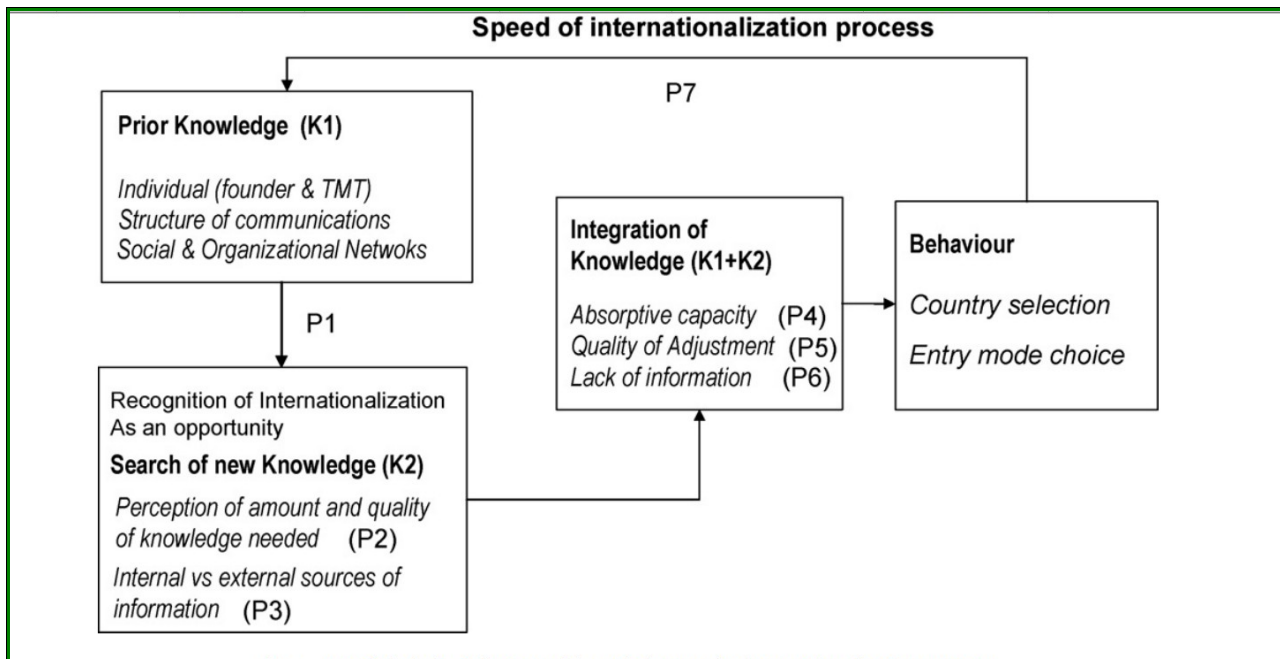 Speed of internationalization process
P7
Prior Knowledge (K1)
Individual (founder & TMT)
Structure of communications
Social & Organizational Netwoks
P1
Recognition of Internationalization
As an opportunity
Search of new Knowledge (K2)
Perception of amount and quality
of knowledge needed (P2)
Internal vs external sources of
information (P3)
Integration of
Knowledge (K1+K2)
Absorptive capacity (P4)
Quality of Adjustment (P5)
Lack of information (P6)
Behaviour
Country selection
Entry mode choice